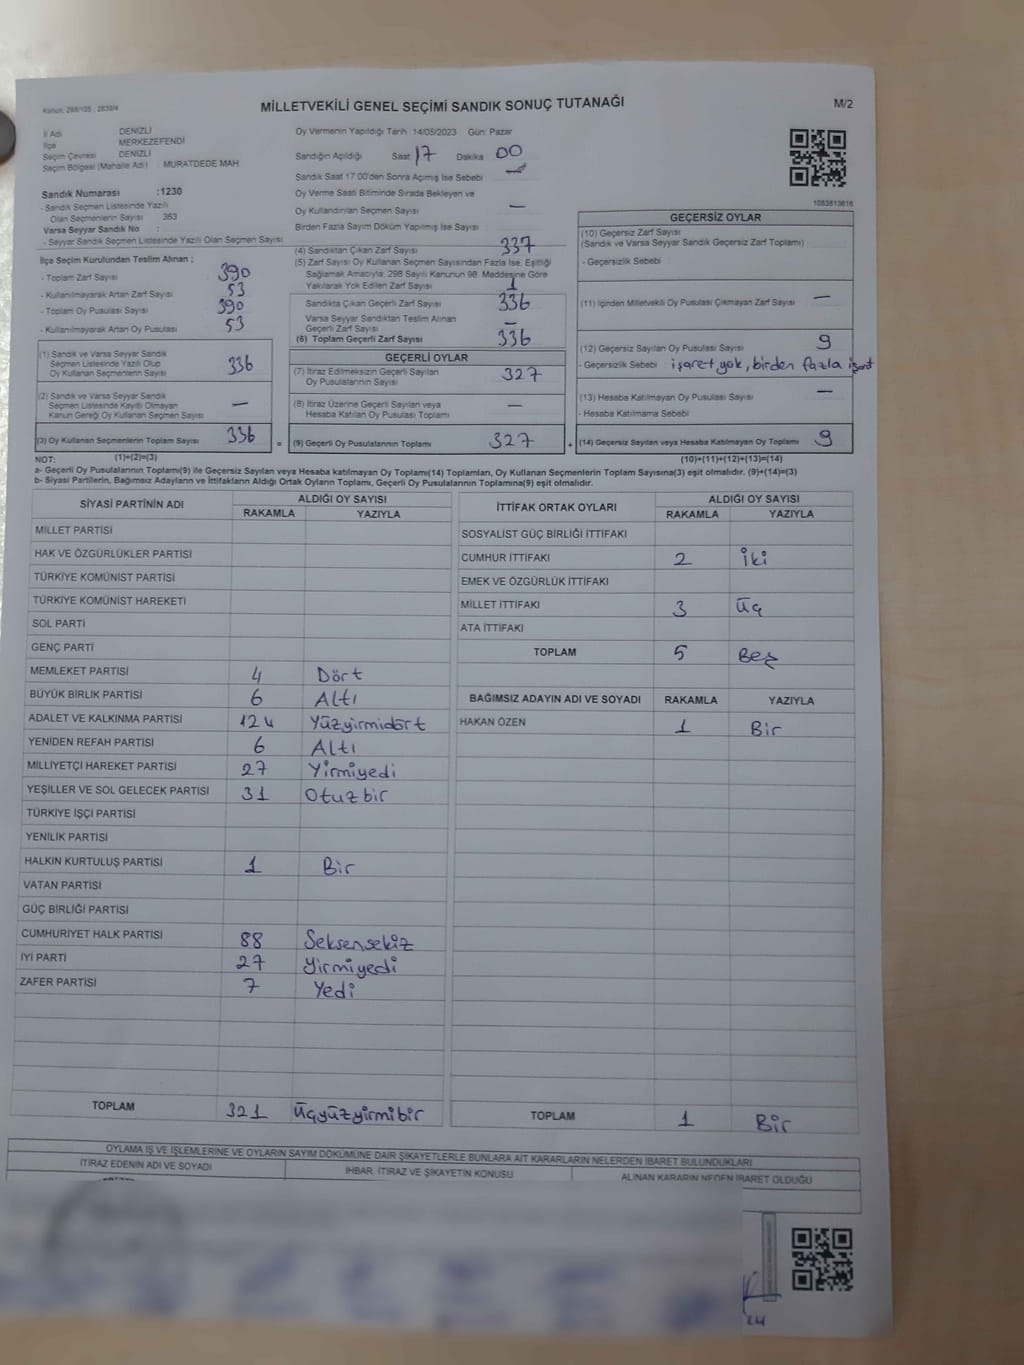 Kanun, 298/105 , 2839/4
MİLLETVEKİLİ GENEL SEÇİMİ SANDIK SONUÇ TUTANAĞI
M/2
İl Adı DENİZLİ
İlçe MERKEZEFENDİ
Seçim Çevresi DENİZLİ
Seçim Bölgesi (Mahalle Adı) : MURATDEDE MAH
Sandık Numarası :1230
- Sandık Seçmen Listesinde Yazılı
Olan Seçmenlerin Sayısı 363
Varsa Seyyar Sandık No :
- Seyyar Sandık Seçmen Listesinde Yazılı Olan Seçmen Sayısı
İlçe Seçim Kurulundan Teslim Alınan ;
- Toplam Zarf Sayısı 390
- Kullanılmayarak Artan Zarf Sayısı 53
- Toplam Oy Pusulası Sayısı 390
- Kullanılmayarak Artan Oy Pusulası 53
(1) Sandık ve Varsa Seyyar Sandık
Seçmen Listesinde Yazılı Olup
Oy Kullanan Seçmenlerin Sayısı 336
(2) Sandık ve Varsa Seyyar Sandık
Seçmen Listesinde Kayıtlı Olmayan
Kanun Gereği Oy Kullanan Seçmen Sayısı —
(3) Oy Kullanan Seçmenlerin Toplam Sayısı 336
Oy Vermenin Yapıldığı Tarih 14/05/2023 Gün: Pazar
Sandığın Açıldığı Saat 17 Dakika 00
Sandık Saat 17.00'den Sonra Açılmış İse Sebebi —
Oy Verme Saati Bitiminde Sırada Bekleyen ve
Oy Kullandırılan Seçmen Sayısı —
Birden Fazla Sayım Döküm Yapılmış İse Sayısı
(4) Sandıktan Çıkan Zarf Sayısı 337
(5) Zarf Sayısı Oy Kullanan Seçmen Sayısından Fazla İse, Eşitliği
Sağlamak Amacıyla, 298 Sayılı Kanunun 98. Maddesine Göre
Yakılarak Yok Edilen Zarf Sayısı 1
Sandıkta Çıkan Geçerli Zarf Sayısı 336
Varsa Seyyar Sandıktan Teslim Alınan
Geçerli Zarf Sayısı —
(6) Toplam Geçerli Zarf Sayısı 336
GEÇERLİ OYLAR
(7) İtiraz Edilmeksizin Geçerli Sayılan
Oy Pusulalarının Sayısı 327
(8) İtiraz Üzerine Geçerli Sayılan veya
Hesaba Katılan Oy Pusulası Toplamı —
= (9) Geçerli Oy Pusulalarının Toplamı 327
1083813616
GEÇERSİZ OYLAR
(10) Geçersiz Zarf Sayısı
(Sandık ve Varsa Seyyar Sandık Geçersiz Zarf Toplamı)
- Geçersizlik Sebebi
(11) İçinden Milletvekili Oy Pusulası Çıkmayan Zarf Sayısı —
(12) Geçersiz Sayılan Oy Pusulası Sayısı 9
- Geçersizlik Sebebi işaret yok, birden fazla işaret
(13) Hesaba Katılmayan Oy Pusulası Sayısı —
- Hesaba Katılmama Sebebi
+ (14) Geçersiz Sayılan veya Hesaba Katılmayan Oy Toplamı 9
NOT: (1)+(2)=(3) (10)+(11)+(12)+(13)=(14)
a- Geçerli Oy Pusulalarının Toplamı(9) ile Geçersiz Sayılan veya Hesaba katılmayan Oy Toplamı(14) Toplamları, Oy Kullanan Seçmenlerin Toplam Sayısına(3) eşit olmalıdır. (9)+(14)=(3)
b- Siyasi Partilerin, Bağımsız Adayların ve İttifakların Aldığı Ortak Oyların Toplamı, Geçerli Oy Pusulalarının Toplamına(9) eşit olmalıdır.
SİYASİ PARTİNİN ADI ALDIĞI OY SAYISI
RAKAMLA YAZIYLA
MİLLET PARTİSİ
HAK VE ÖZGÜRLÜKLER PARTİSİ
TÜRKİYE KOMÜNİST PARTİSİ
TÜRKİYE KOMÜNİST HAREKETİ
SOL PARTİ
GENÇ PARTİ
MEMLEKET PARTİSİ 4 Dört
BÜYÜK BİRLİK PARTİSİ 6 Altı
ADALET VE KALKINMA PARTİSİ 124 Yüzyirmidört
YENİDEN REFAH PARTİSİ 6 Altı
MİLLİYETÇİ HAREKET PARTİSİ 27 Yirmiyedi
YEŞİLLER VE SOL GELECEK PARTİSİ 31 Otuzbir
TÜRKİYE İŞÇİ PARTİSİ
YENİLİK PARTİSİ
HALKIN KURTULUŞ PARTİSİ 1 Bir
VATAN PARTİSİ
GÜÇ BİRLİĞİ PARTİSİ
CUMHURİYET HALK PARTİSİ 88 Seksensekiz
İYİ PARTİ 27 Yirmiyedi
ZAFER PARTİSİ 7 Yedi
TOPLAM 321 Üçyüzyirmibir
İTTİFAK ORTAK OYLARI ALDIĞI OY SAYISI
RAKAMLA YAZIYLA
SOSYALİST GÜÇ BİRLİĞİ İTTİFAKI
CUMHUR İTTİFAKI 2 İki
EMEK VE ÖZGÜRLÜK İTTİFAKI
MİLLET İTTİFAKI 3 Üç
ATA İTTİFAKI
TOPLAM 5 Beş
BAĞIMSIZ ADAYIN ADI VE SOYADI RAKAMLA YAZIYLA
HAKAN ÖZEN 1 Bir
TOPLAM 1 Bir
OYLAMA İŞ VE İŞLEMLERİNE VE OYLARIN SAYIM DÖKÜMÜNE DAİR ŞİKAYETLERLE BUNLARA AİT KARARLARIN NELERDEN İBARET BULUNDUKLARI
İTİRAZ EDENİN ADI VE SOYADI İHBAR, İTİRAZ VE ŞİKAYETİN KONUSU ALINAN KARARIN NEDEN İBARET OLDUĞU